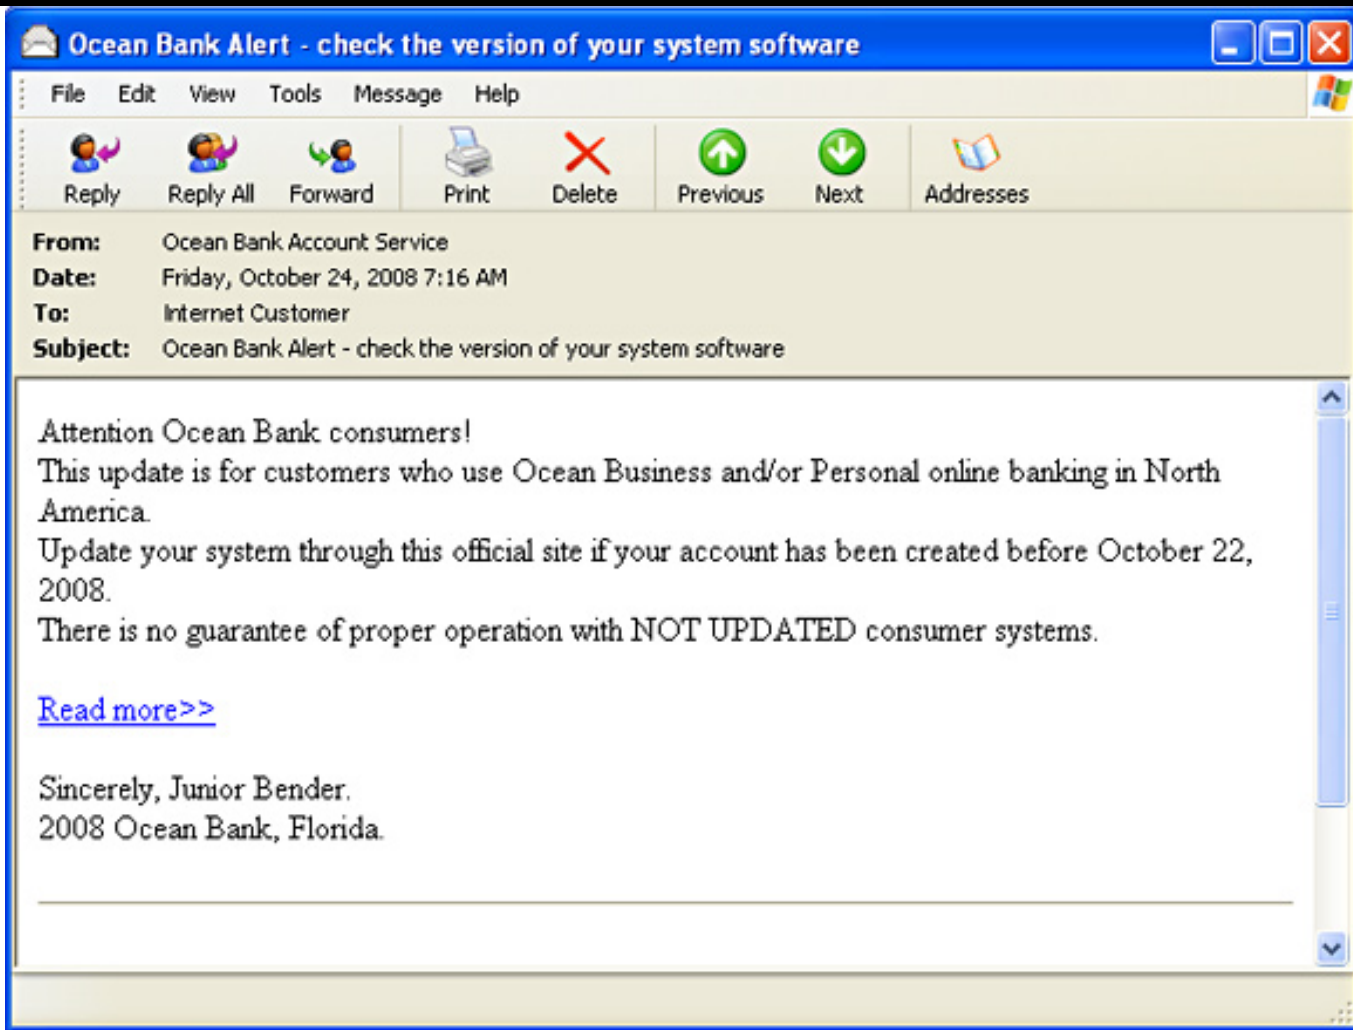 Ocean Bank Alert - check the version of your system software
File Edit View Tools Message Help
Reply Reply All Forward Print Delete Previous Next Addresses
From: Ocean Bank Account Service
Date: Friday, October 24, 2008 7:16 AM
To: Internet Customer
Subject: Ocean Bank Alert - check the version of your system software
Attention Ocean Bank consumers!
This update is for customers who use Ocean Business and/or Personal online banking in North
America.
Update your system through this official site if your account has been created before October 22,
2008.
There is no guarantee of proper operation with NOT UPDATED consumer systems.
Read more>>
Sincerely, Junior Bender.
2008 Ocean Bank, Florida.